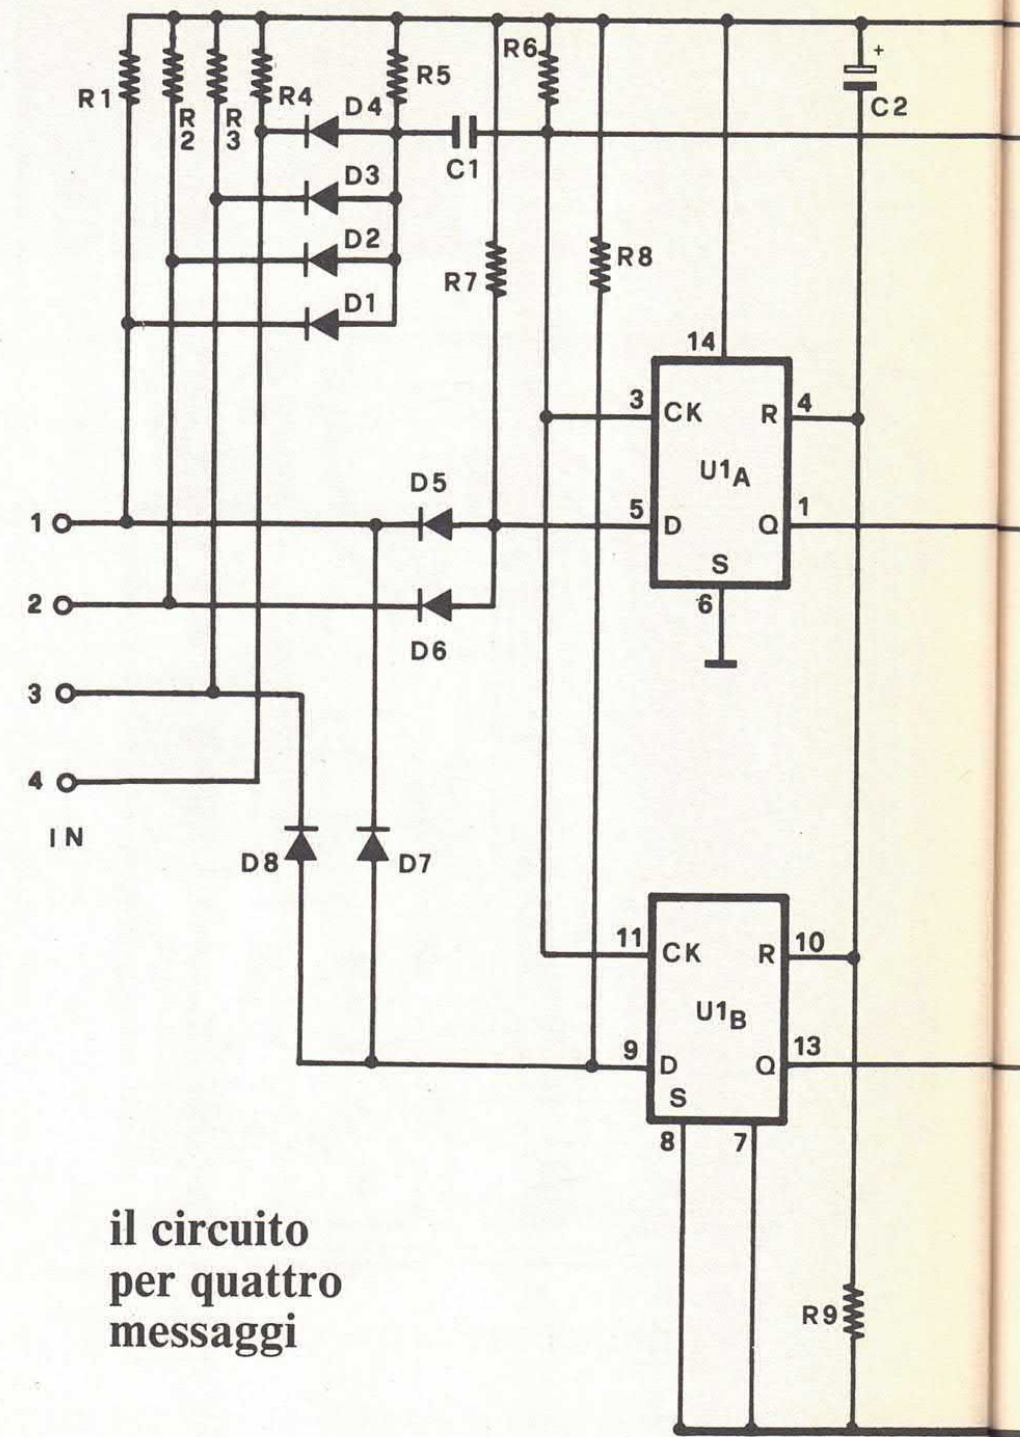 R6
R5
R1
R4
D4
+
R
2
R
3
C2
C1
D3
D2
R8
R7
D1
14
3
CK
R
4
U1A
D5
1
5
D
Q
1
S
2
6
D6
3
4
IN
D8
D7
11
CK
R
10
U1B
9
D
Q
13
S
8
7
il circuito
per quattro
messaggi
R9